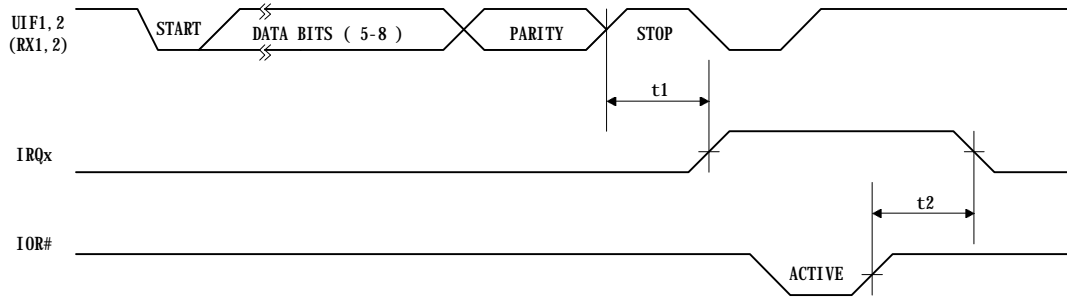 UIF1,2
(RX1,2)
START
DATA BITS ( 5-8 )
PARITY
STOP
t1
IRQx
t2
IOR#
ACTIVE